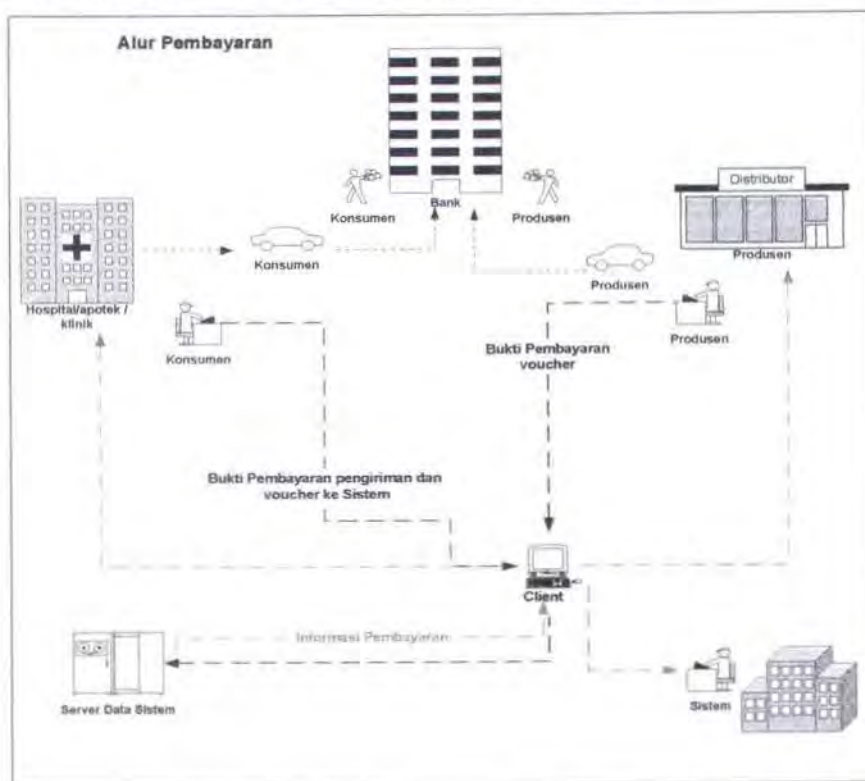 Alur Pembayaran
Distributor
Konsumen
Bank
Produsen
Konsumen
Produsen
Produsen
Hospital/apotek /
klinik
Konsumen
Produsen
Bukti Pembayaran
voucher
Bukti Pembayaran pengiriman dan
voucher ke Sistem
Client
Informasi Pembayaran
Server Data Sistem
Sistem